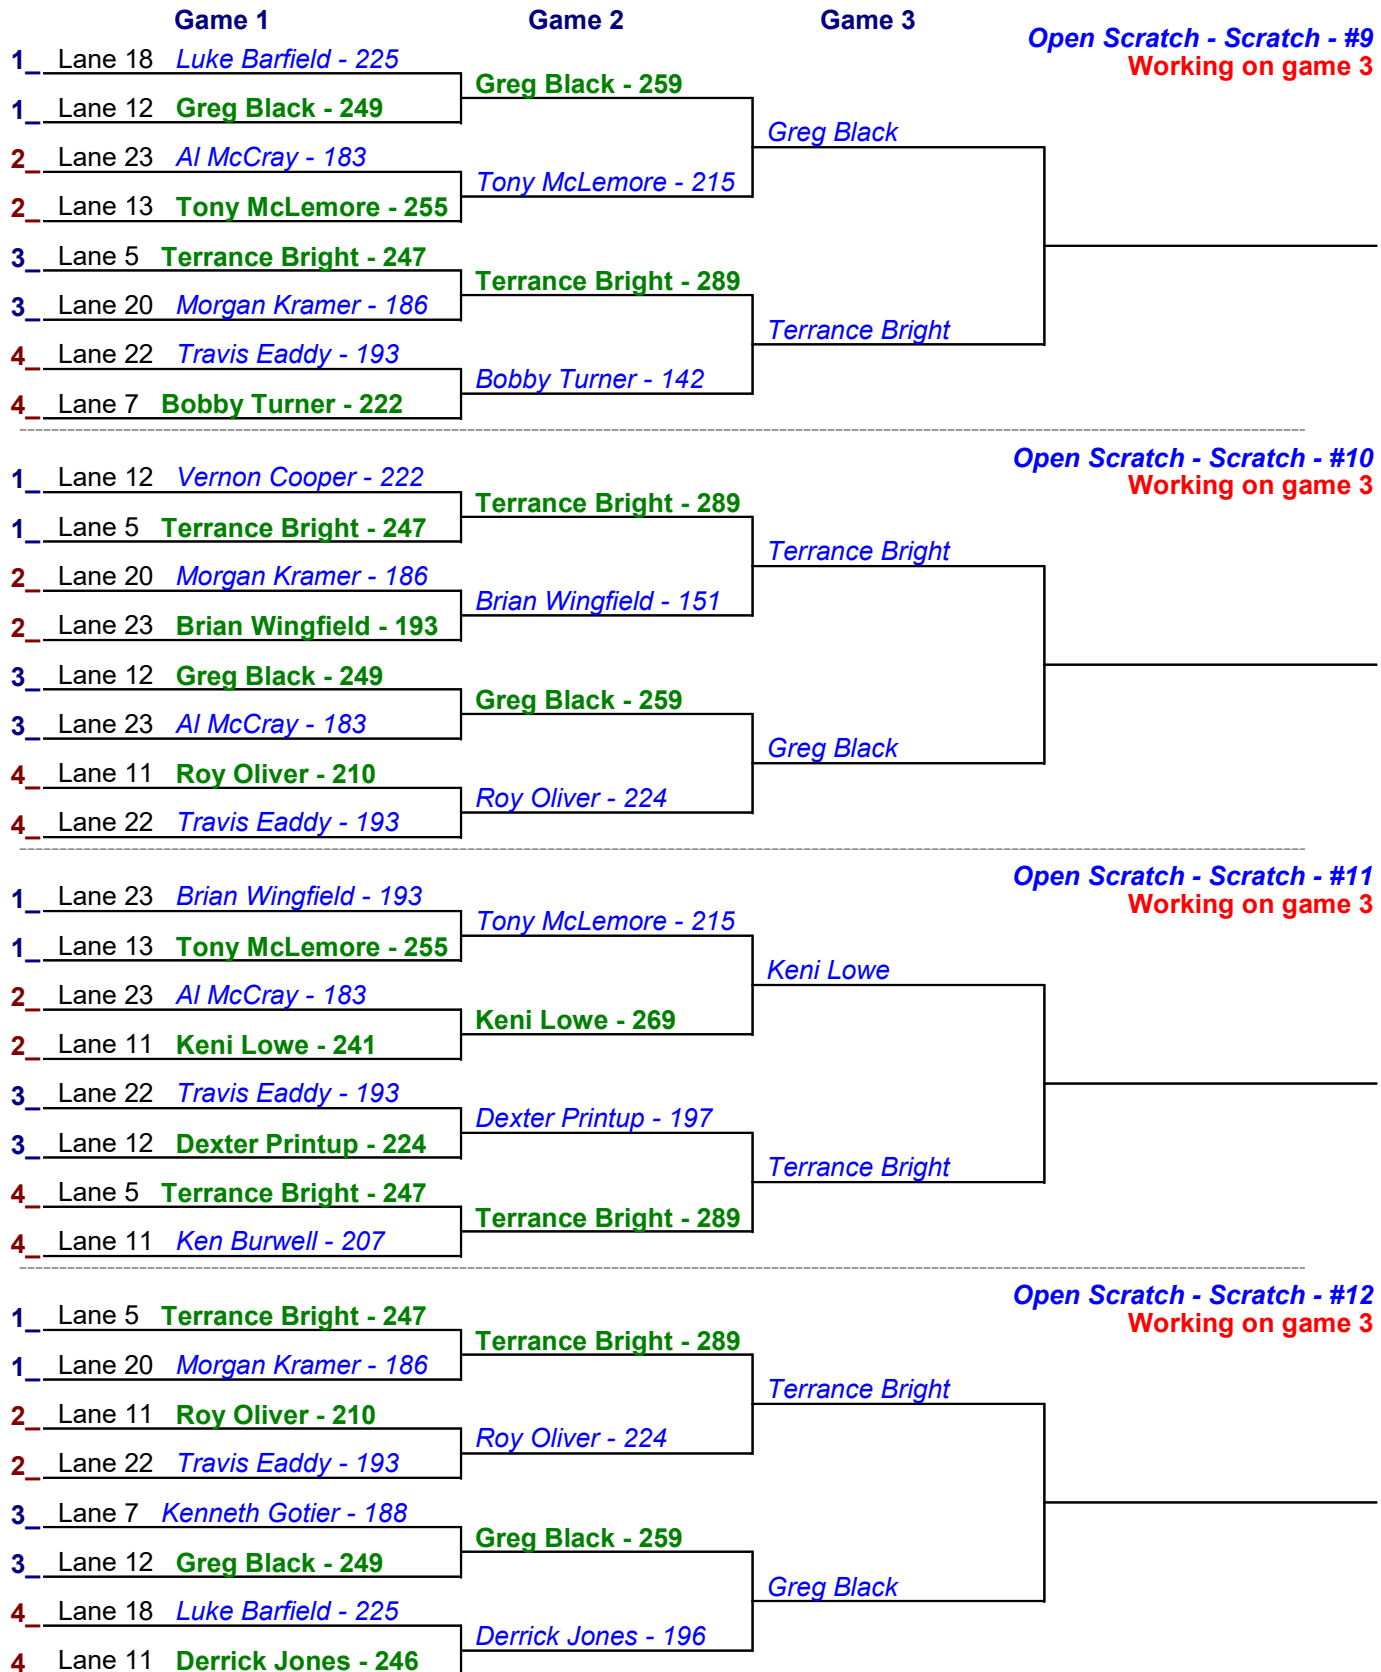 Game 1 Game 2 Game 3
Open Scratch - Scratch - #9
Working on game 3
1_ Lane 18 Luke Barfield - 225
Greg Black - 259
1_ Lane 12 Greg Black - 249
Greg Black
2_ Lane 23 Al McCray - 183
Tony McLemore - 215
2_ Lane 13 Tony McLemore - 255
3_ Lane 5 Terrance Bright - 247
Terrance Bright - 289
3_ Lane 20 Morgan Kramer - 186
Terrance Bright
4_ Lane 22 Travis Eaddy - 193
Bobby Turner - 142
4_ Lane 7 Bobby Turner - 222
Open Scratch - Scratch - #10
Working on game 3
1_ Lane 12 Vernon Cooper - 222
Terrance Bright - 289
1_ Lane 5 Terrance Bright - 247
Terrance Bright
2_ Lane 20 Morgan Kramer - 186
Brian Wingfield - 151
2_ Lane 23 Brian Wingfield - 193
3_ Lane 12 Greg Black - 249
Greg Black - 259
3_ Lane 23 Al McCray - 183
Greg Black
4_ Lane 11 Roy Oliver - 210
Roy Oliver - 224
4_ Lane 22 Travis Eaddy - 193
Open Scratch - Scratch - #11
Working on game 3
1_ Lane 23 Brian Wingfield - 193
Tony McLemore - 215
1_ Lane 13 Tony McLemore - 255
Keni Lowe
2_ Lane 23 Al McCray - 183
Keni Lowe - 269
2_ Lane 11 Keni Lowe - 241
3_ Lane 22 Travis Eaddy - 193
Dexter Printup - 197
3_ Lane 12 Dexter Printup - 224
Terrance Bright
4_ Lane 5 Terrance Bright - 247
Terrance Bright - 289
4_ Lane 11 Ken Burwell - 207
Open Scratch - Scratch - #12
Working on game 3
1_ Lane 5 Terrance Bright - 247
Terrance Bright - 289
1_ Lane 20 Morgan Kramer - 186
Terrance Bright
2_ Lane 11 Roy Oliver - 210
Roy Oliver - 224
2_ Lane 22 Travis Eaddy - 193
3_ Lane 7 Kenneth Gotier - 188
Greg Black - 259
3_ Lane 12 Greg Black - 249
Greg Black
4_ Lane 18 Luke Barfield - 225
Derrick Jones - 196
4 Lane 11 Derrick Jones - 246